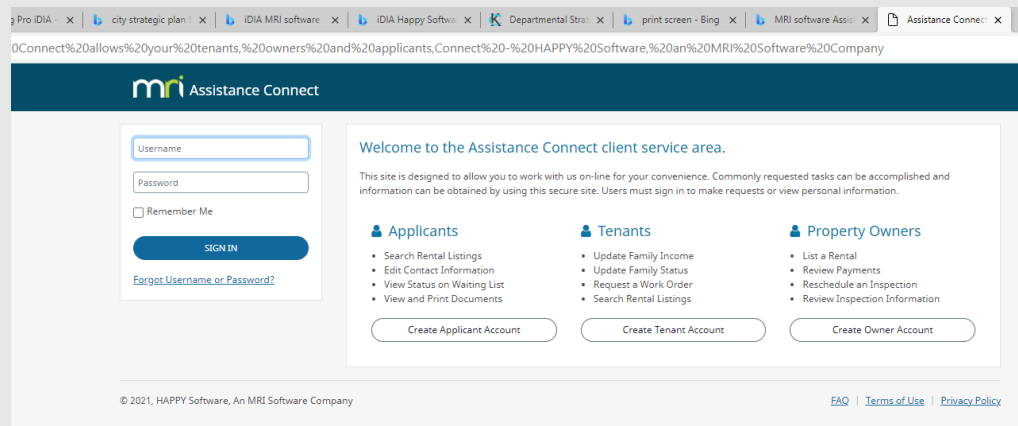 g Pro iDIA -
city strategic plan f
iDIA MRI software
iDIA Happy Softwa
Departmental Strat
print screen - Bing
MRI software Assis
Assistance Connect
0Connect%20allows%20your%20tenants,%20owners%20and%20applicants,Connect%20-%20HAPPY%20Software,%20an%20MRI%20Software%20Company
mri Assistance Connect
Username
Password
Remember Me
SIGN IN
Forgot Username or Password?
Welcome to the Assistance Connect client service area.
This site is designed to allow you to work with us on-line for your convenience. Commonly requested tasks can be accomplished and
information can be obtained by using this secure site. Users must sign in to make requests or view personal information.
Applicants
• Search Rental Listings
• Edit Contact Information
• View Status on Waiting List
• View and Print Documents
Create Applicant Account
Tenants
• Update Family Income
• Update Family Status
• Request a Work Order
• Search Rental Listings
Create Tenant Account
Property Owners
• List a Rental
• Review Payments
• Reschedule an Inspection
• Review Inspection Information
Create Owner Account
© 2021, HAPPY Software, An MRI Software Company
FAQ | Terms of Use | Privacy Policy